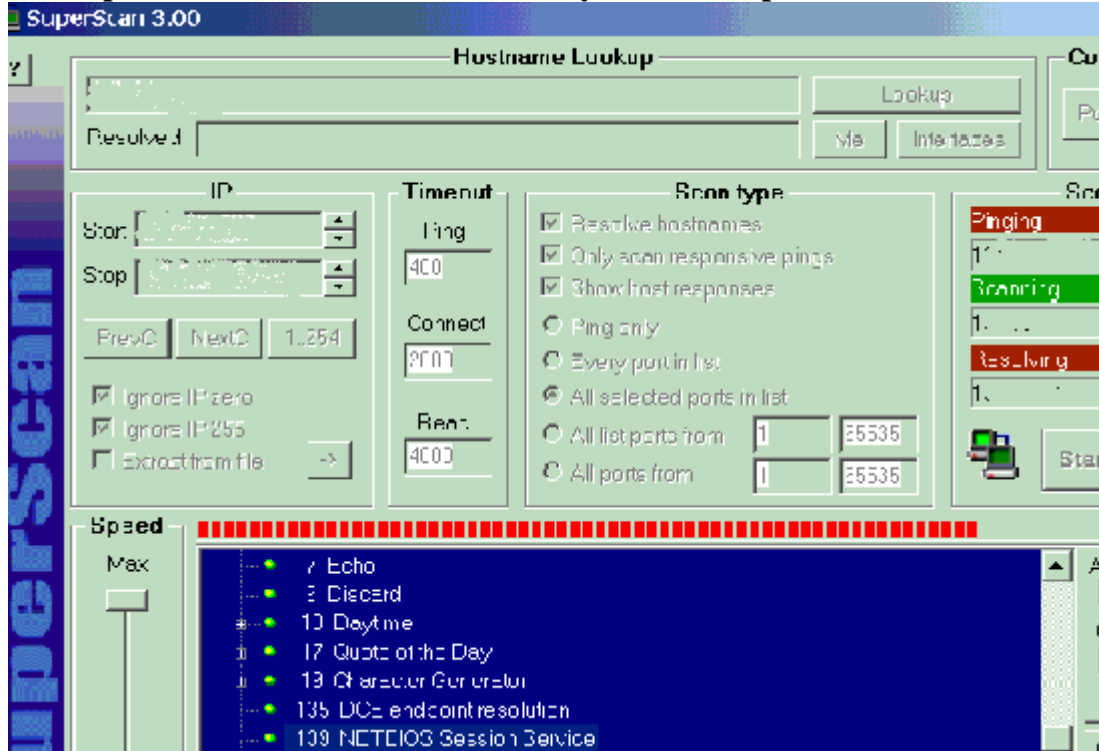 SuperScan 3.00
?
Hostname Lookup
Lookup
Resolved
Me
Interfaces
IP
Start
Stop
PrevC
NextC
1..254
Ignore IP zero
Ignore IP 255
Extract from file
->
Timeout
Ping
400
Connect
2000
Read
4000
Scan type
Resolve hostnames
Only scan responsive pings
Show host responses
Ping only
Every port in list
All selected ports in list
All list ports from
1
65535
All ports from
1
65535
Pinging
Scanning
Resolving
Speed
Max
7 Echo
9 Discard
13 Daytime
17 Quote of the Day
19 Character Generator
135 DCE endpoint resolution
139 NETBIOS Session Service